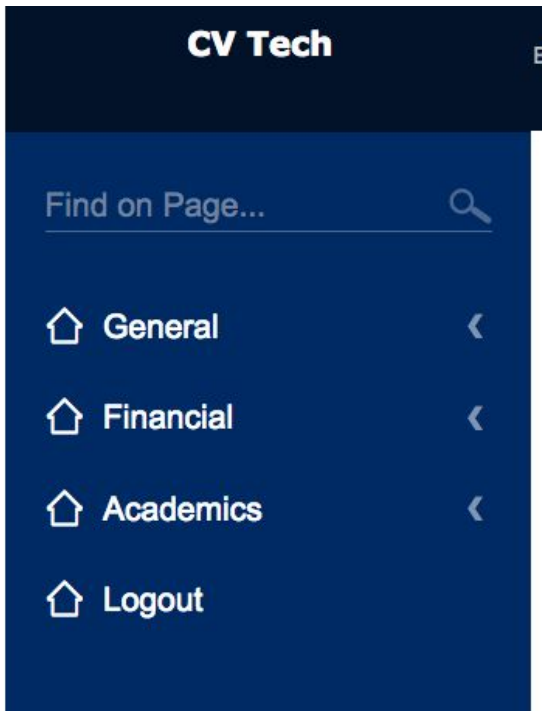 CV Tech
Find on Page...
General
Financial
Academics
Logout